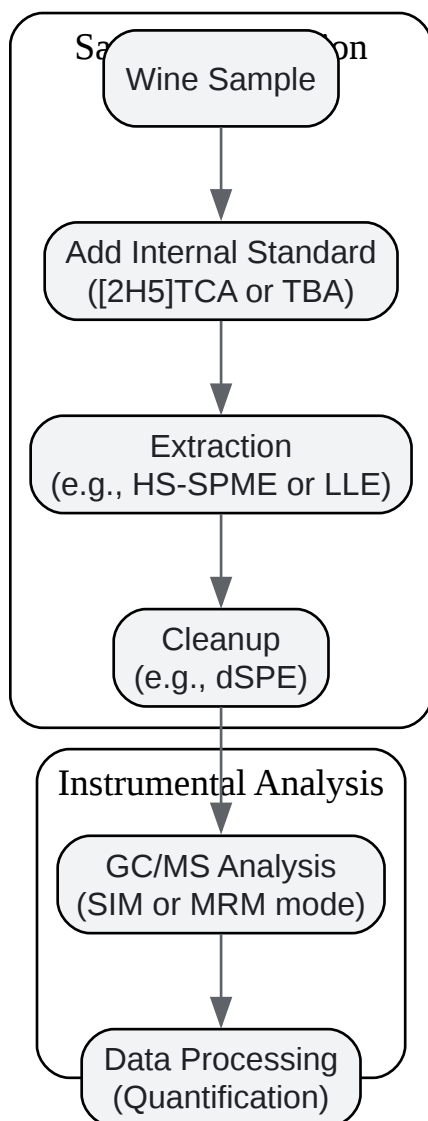 Wine Sample
Add Internal Standard
([2H5]TCA or TBA)
Extraction
(e.g., HS-SPME or LLE)
Cleanup
(e.g., dSPE)
Instrumental Analysis
GC/MS Analysis
(SIM or MRM mode)
Data Processing
(Quantification)